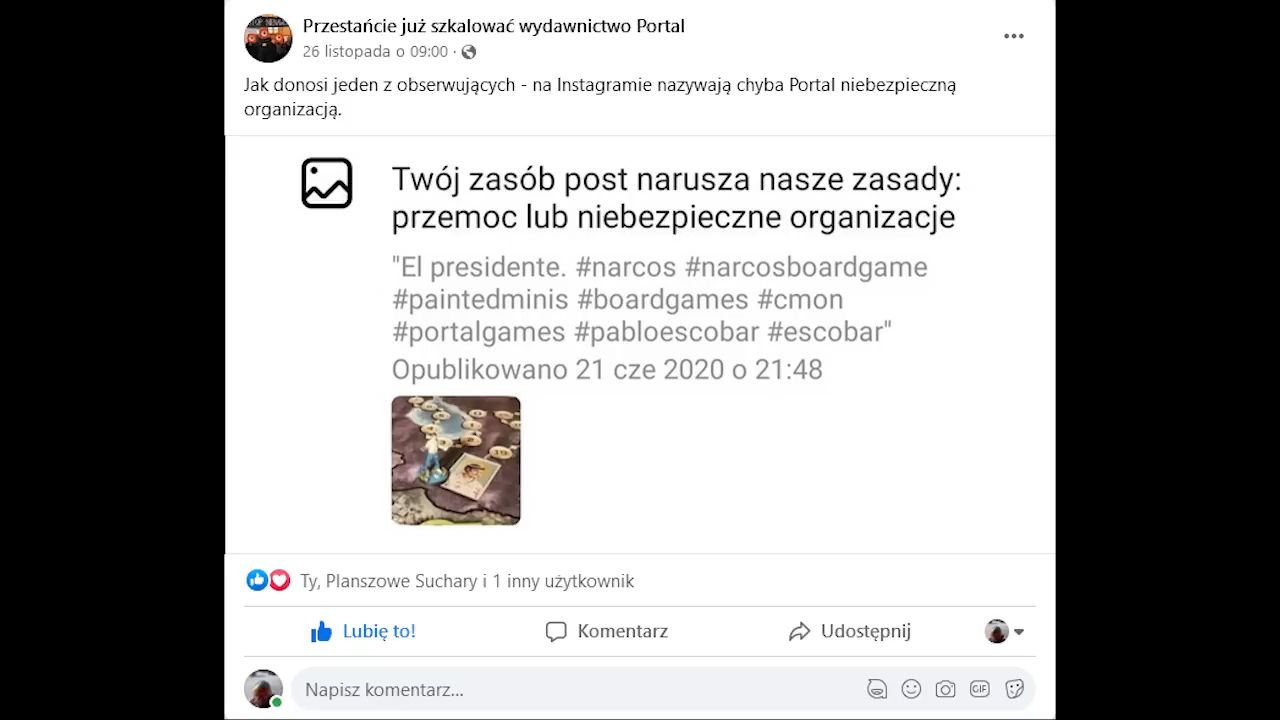 Przestańcie już szkalować wydawnictwo Portal
26 listopada o 09:00 ·
Jak donosi jeden z obserwujących - na Instagramie nazywają chyba Portal niebezpieczną
organizacją.
Twój zasób post narusza nasze zasady:
przemoc lub niebezpieczne organizacje
"El presidente. #narcos #narcosboardgame
#paintedminis #boardgames #cmon
#portalgames #pabloescobar #escobar"
Opublikowano 21 cze 2020 o 21:48
Ty, Planszowe Suchary i 1 inny użytkownik
Lubię to!
Komentarz
Udostępnij
Napisz komentarz...
GIF